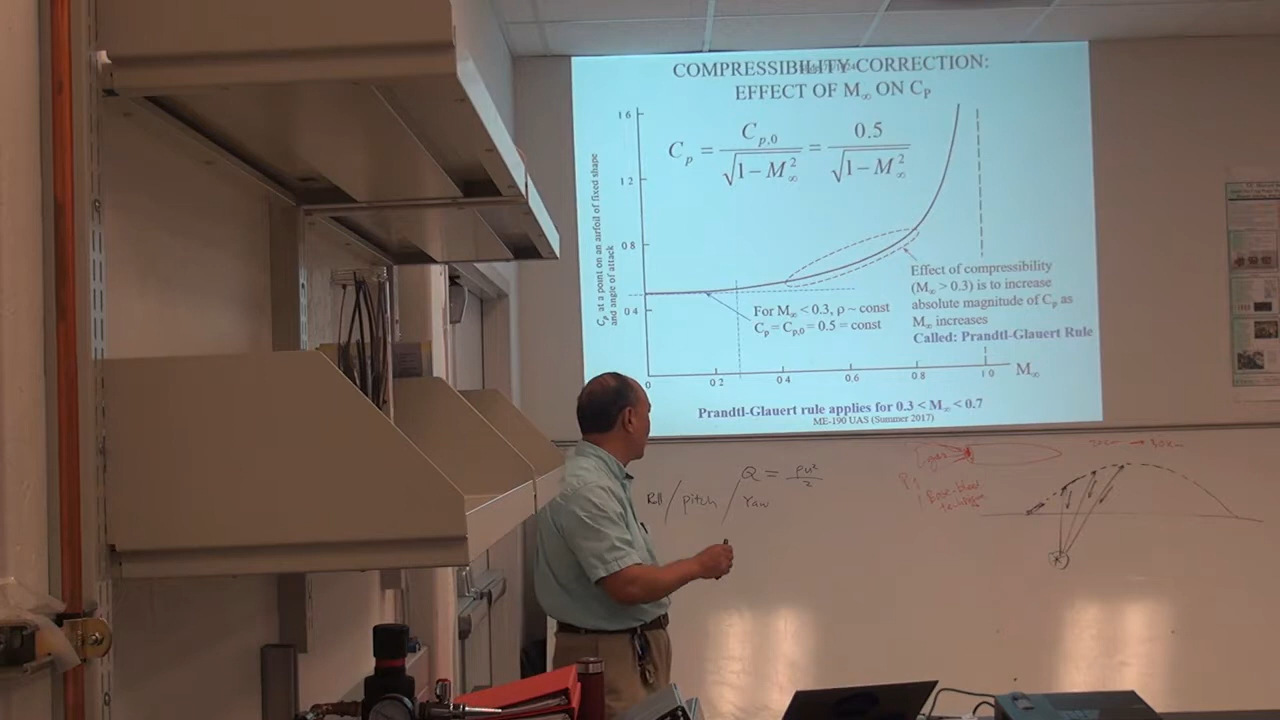 COMPRESSIBILITY CORRECTION:
EFFECT OF M∞ ON CP
Cp at a point on an airfoil of fixed shape
and angle of attack
1 6
1 2
0 8
0 4
Cp = Cp,0 / √(1−M∞²) = 0.5 / √(1−M∞²)
Effect of compressibility
(M∞ > 0.3) is to increase
absolute magnitude of CP as
M∞ increases
Called: Prandtl-Glauert Rule
For M∞ < 0.3, ρ ~ const
CP = CP,0 = 0.5 = const
0 0 2 0 4 0.6 0 8 1 0 M∞
Prandtl-Glauert rule applies for 0.3 < M∞ < 0.7
ME-190 UAS (Summer 2017)
Q = ρu²/2
Roll / pitch / Yaw